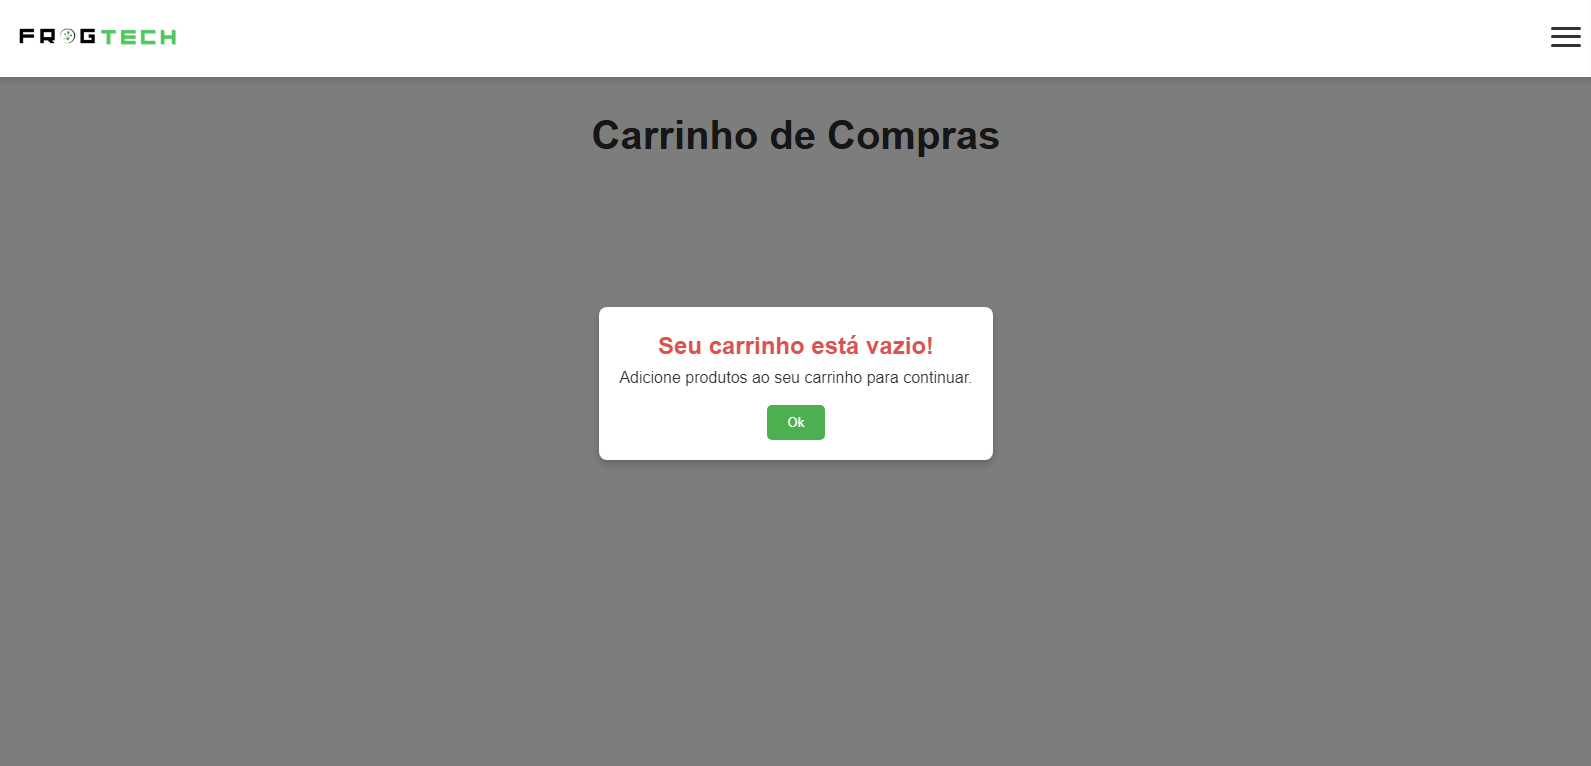 FROGTECH
Carrinho de Compras
Seu carrinho está vazio!
Adicione produtos ao seu carrinho para continuar.
Ok